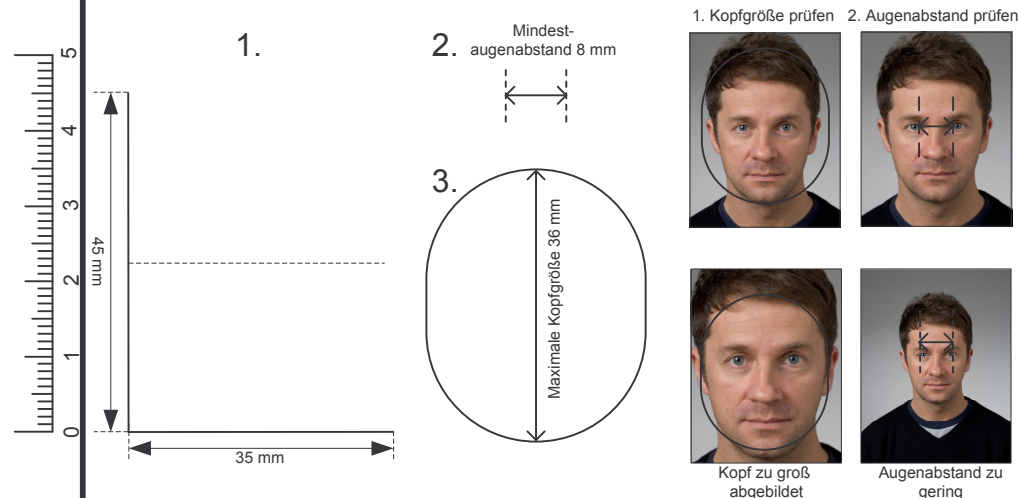 1. Kopfgröße prüfen
2. Augenabstand prüfen
1.
2.
Mindest-
augenabstand 8 mm
5
4
3
2
1
0
45 mm
35 mm
3.
Maximale Kopfgröße 36 mm
Kopf zu groß
abgebildet
Augenabstand zu
gering